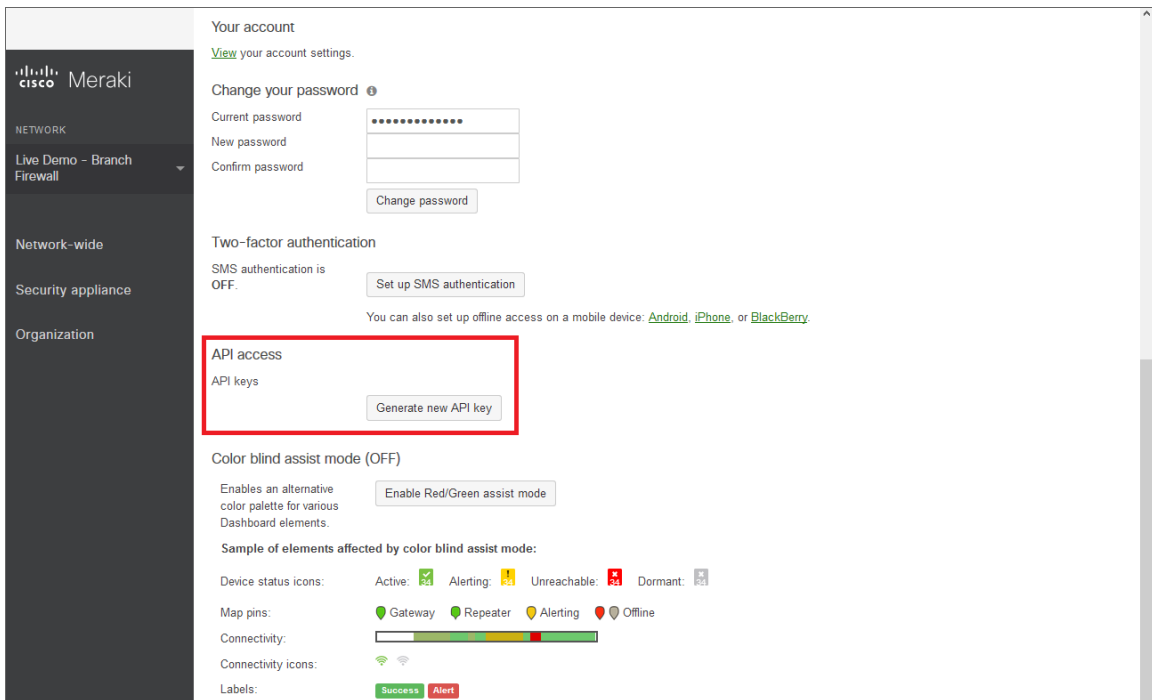 Your account
View your account settings.
cisco Meraki
Change your password
Current password
New password
NETWORK
Live Demo - Branch
Firewall
Confirm password
Change password
Network-wide
Two-factor authentication
SMS authentication is
OFF.
Set up SMS authentication
Security appliance
You can also set up offline access on a mobile device: Android, iPhone, or BlackBerry.
Organization
API access
API keys
Generate new API key
Color blind assist mode (OFF)
Enables an alternative
color palette for various
Dashboard elements.
Enable Red/Green assist mode
Sample of elements affected by color blind assist mode:
Device status icons: Active: 34 Alerting: 34 Unreachable: 34 Dormant: 34
Map pins: Gateway Repeater Alerting Offline
Connectivity:
Connectivity icons:
Labels: Success Alert